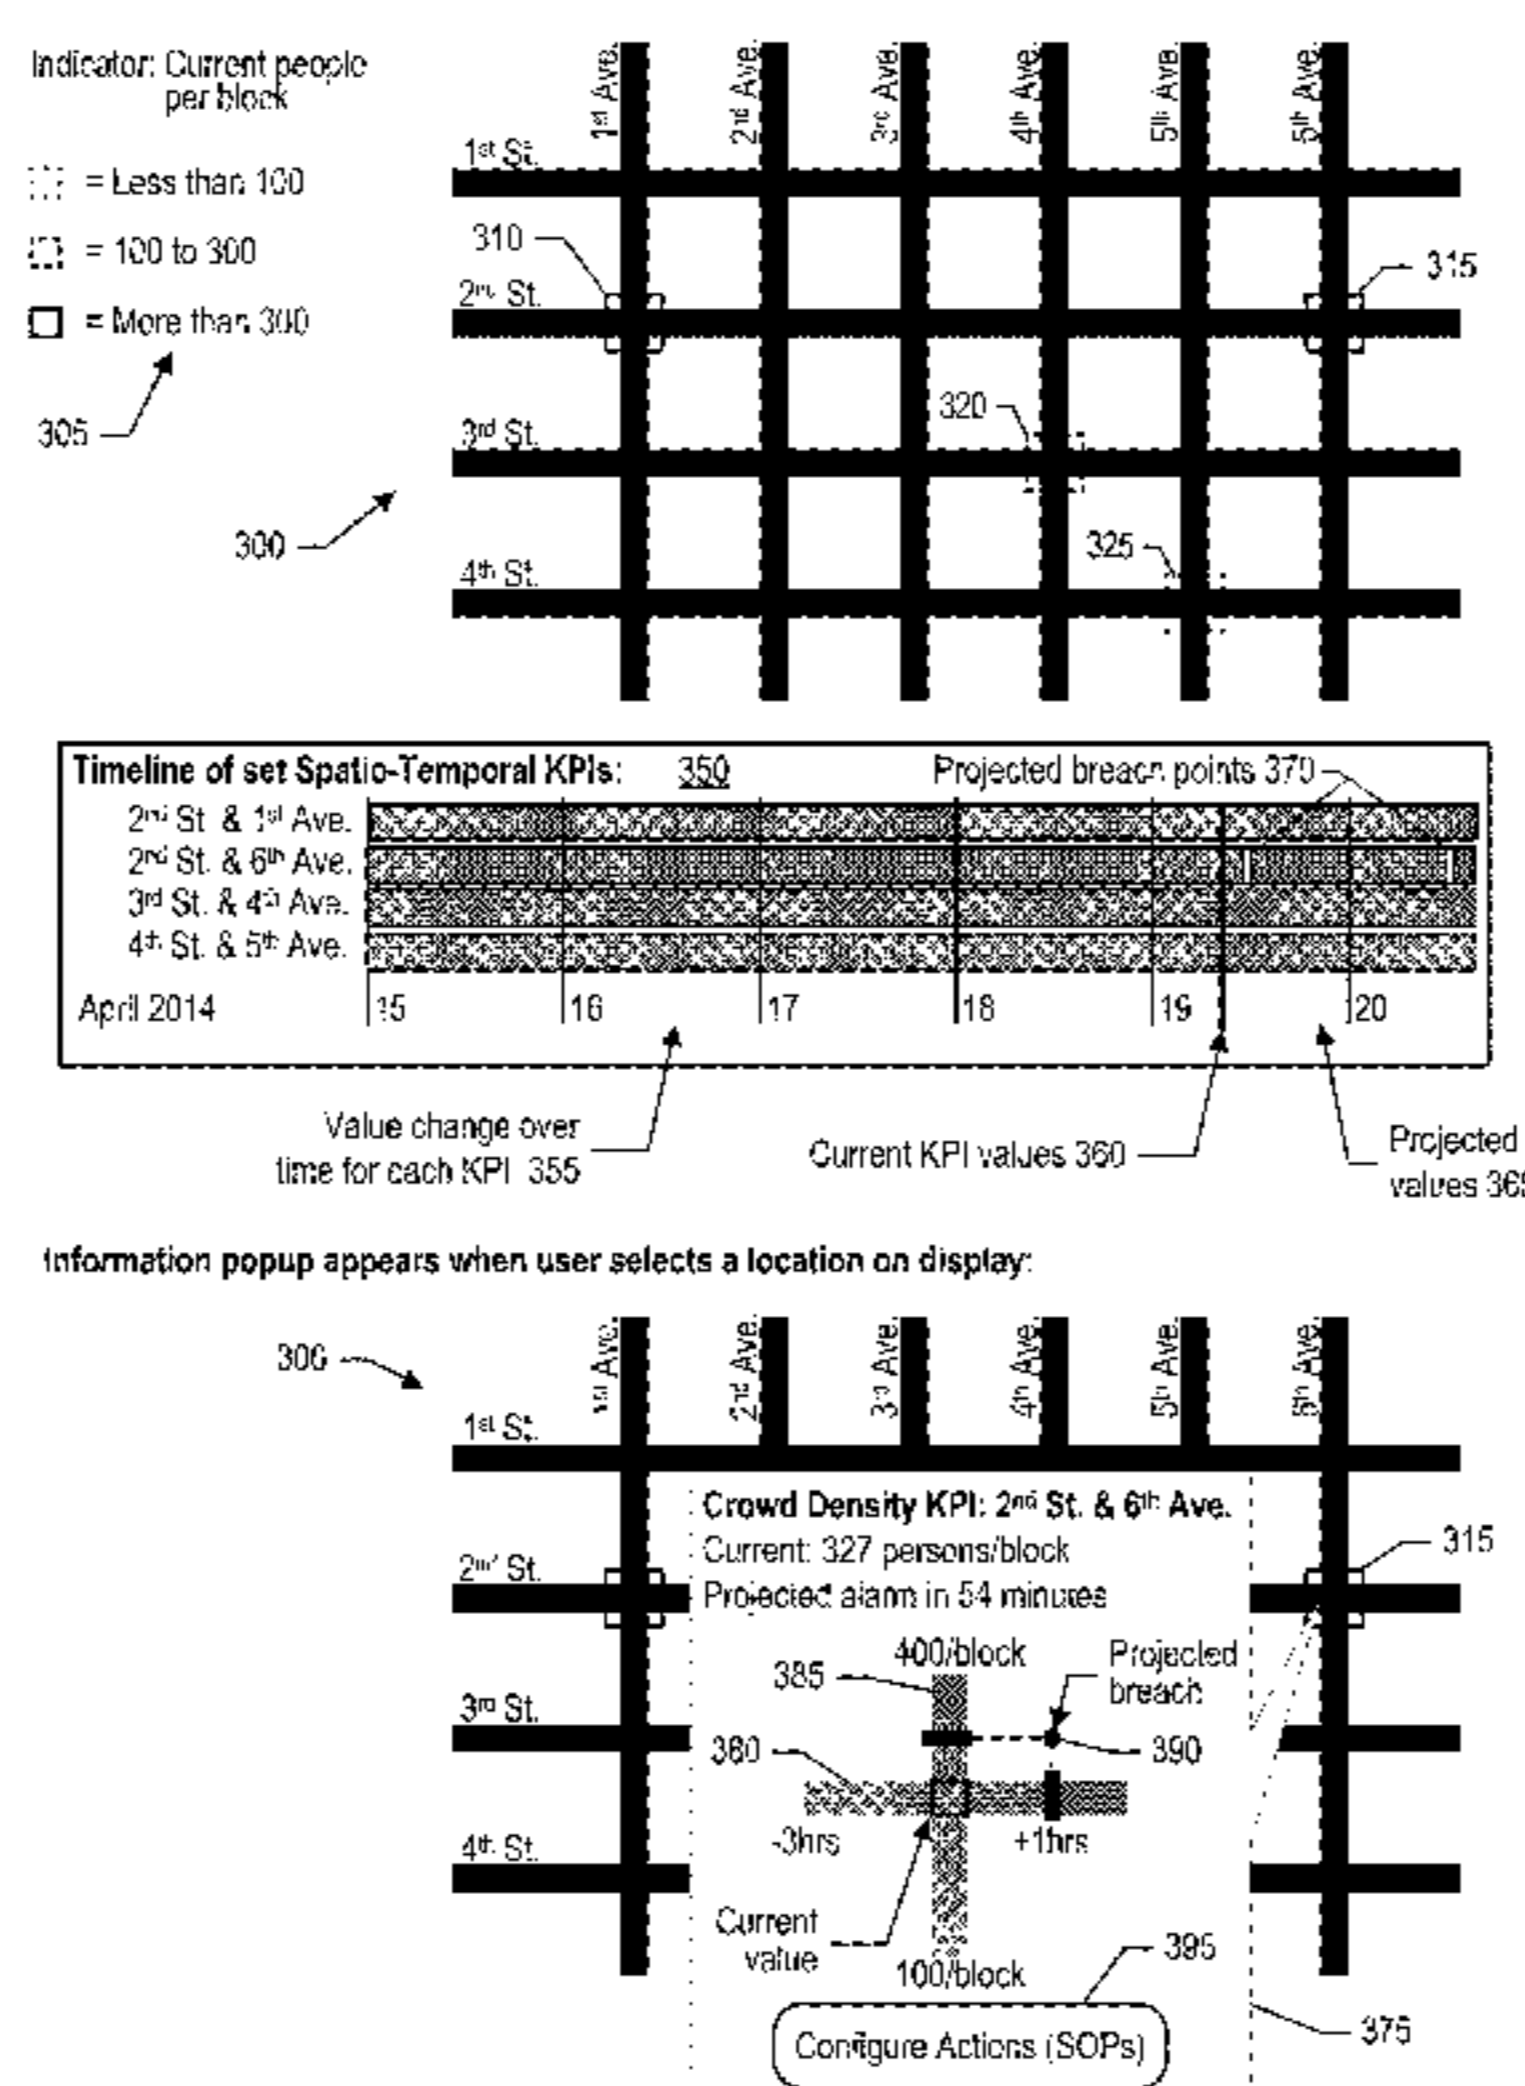 Indicator: Current people
per block
= Less than 100
= 100 to 300
= More than 300
305
300
1st Ave.
2nd Ave.
3rd Ave.
4th Ave.
5th Ave.
1st St.
2nd St.
3rd St.
4th St.
310
315
320
325
Timeline of set Spatio-Temporal KPIs: 350
Projected breach points 370
2nd St. & 1st Ave.
2nd St. & 6th Ave.
3rd St. & 4th Ave.
4th St. & 5th Ave.
April 2014
15 16 17 18 19 20
Value change over
time for each KPI 355
Current KPI values 360
Projected
values
Information popup appears when user selects a location on display:
300
1st Ave.
2nd Ave.
3rd Ave.
4th Ave.
5th Ave.
6th Ave.
1st St.
2nd St.
3rd St.
4th St.
Crowd Density KPI: 2nd St. & 6th Ave.
Current: 327 persons/block
Projected alarm in 54 minutes
315
400/block
385
Projected
breach
380
390
-3hrs
+1hrs
Current
value
100/block
395
Configure Actions (SOPs)
375